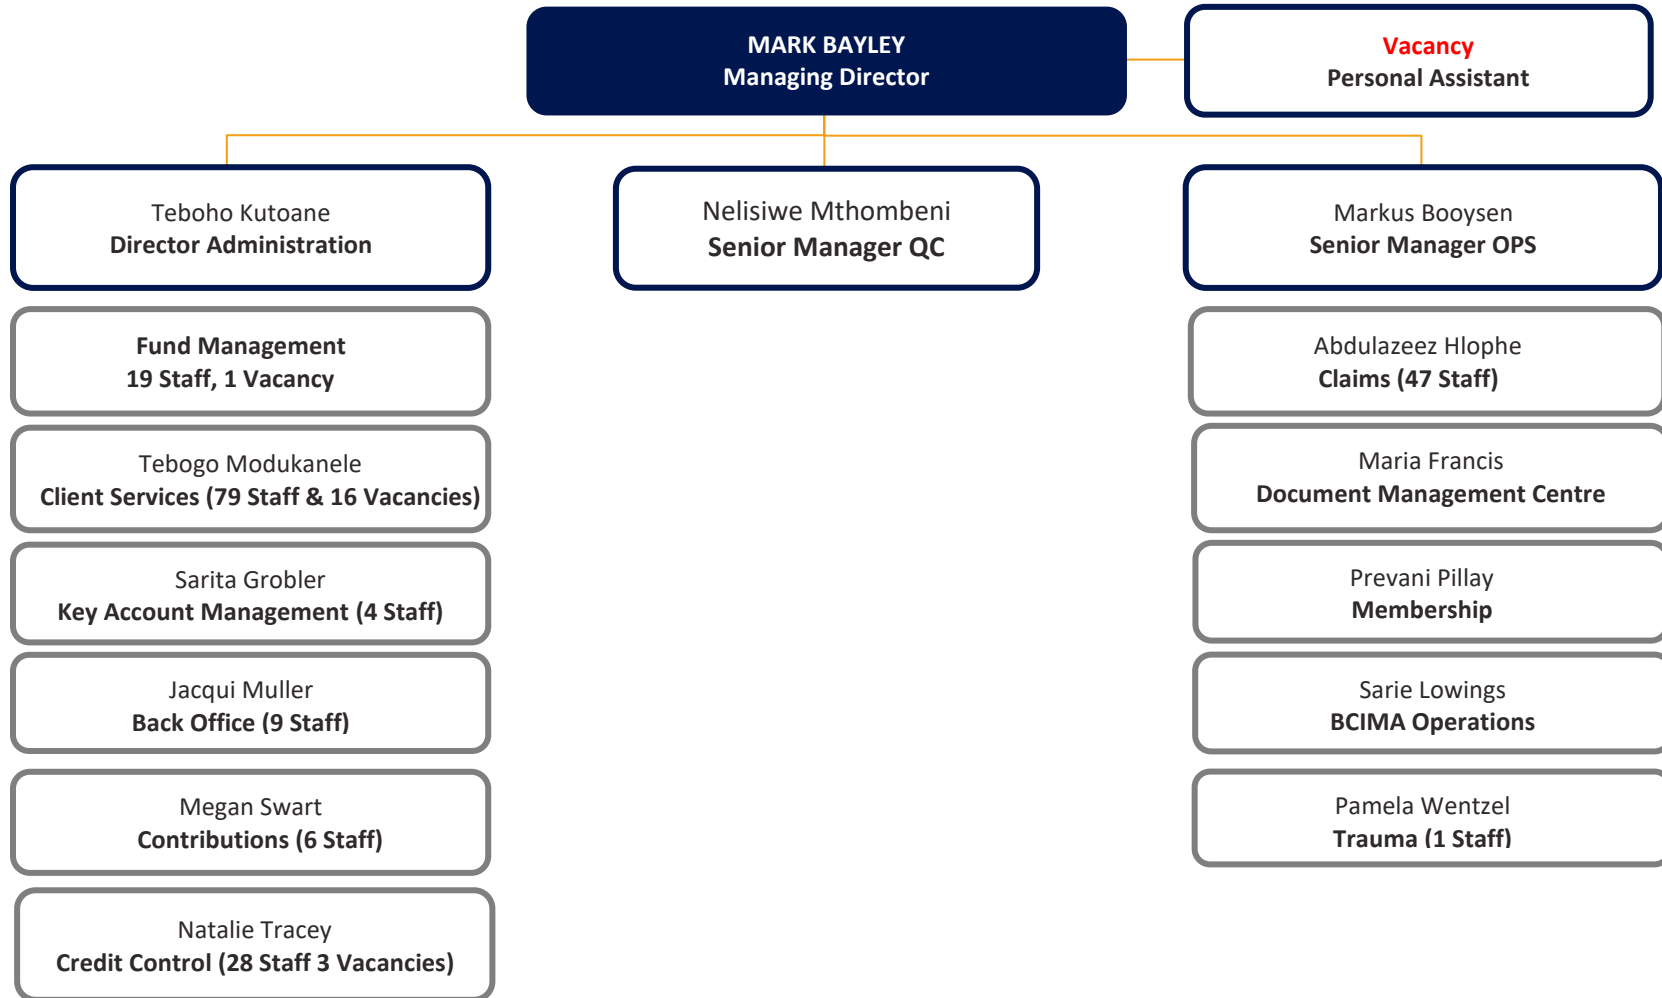 MARK BAYLEY
Managing Director
Vacancy
Personal Assistant
Teboho Kutoane
Director Administration
Nelisiwe Mthombeni
Senior Manager QC
Markus Booysen
Senior Manager OPS
Fund Management
19 Staff, 1 Vacancy
Tebogo Modukanele
Client Services (79 Staff & 16 Vacancies)
Sarita Grobler
Key Account Management (4 Staff)
Jacqui Muller
Back Office (9 Staff)
Megan Swart
Contributions (6 Staff)
Natalie Tracey
Credit Control (28 Staff 3 Vacancies)
Abdulazeez Hlophe
Claims (47 Staff)
Maria Francis
Document Management Centre
Prevani Pillay
Membership
Sarie Lowings
BCIMA Operations
Pamela Wentzel
Trauma (1 Staff)